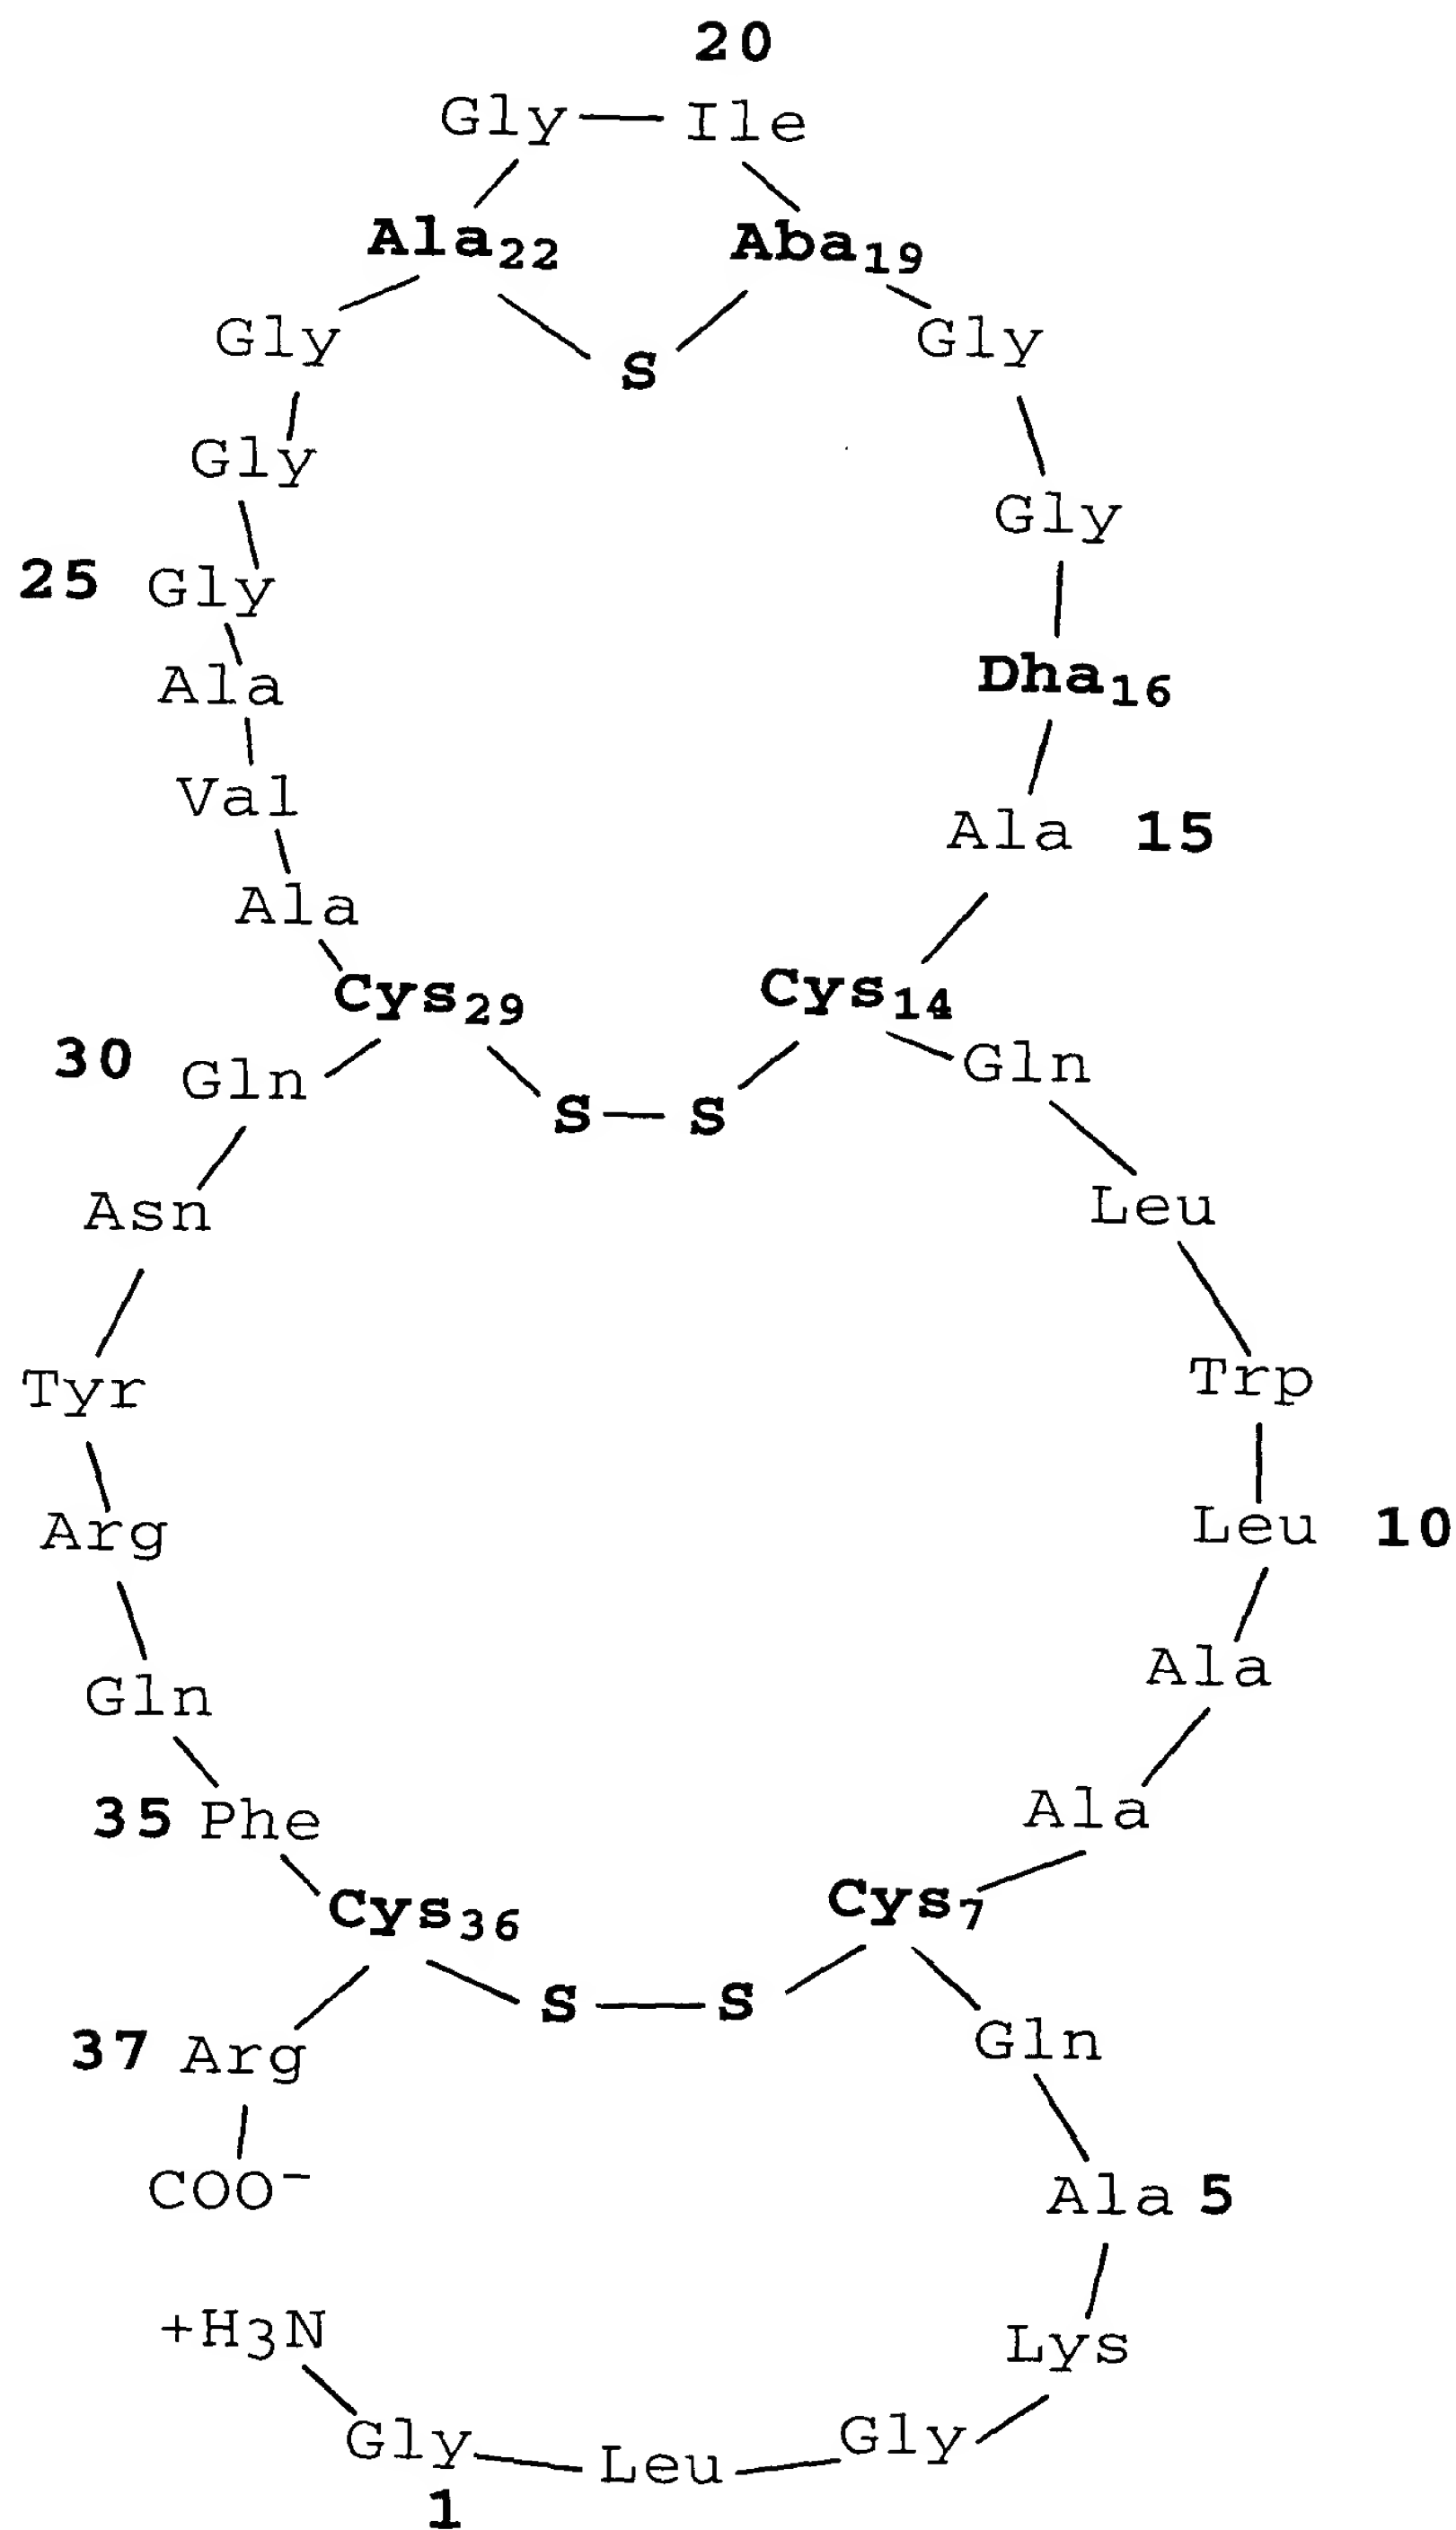 20
Gly Ile
Ala22 Aba19
Gly S Gly
Gly Gly
25 Gly
Ala Dha16
Val Ala 15
Ala
Cys29 Cys14
30 Gln S S Gln
Asn Leu
Tyr Trp
Arg Leu 10
Gln Ala
35 Phe Ala
Cys36 Cys7
S S
37 Arg Gln
COO− Ala 5
+H3N Lys
Gly Leu Gly
1